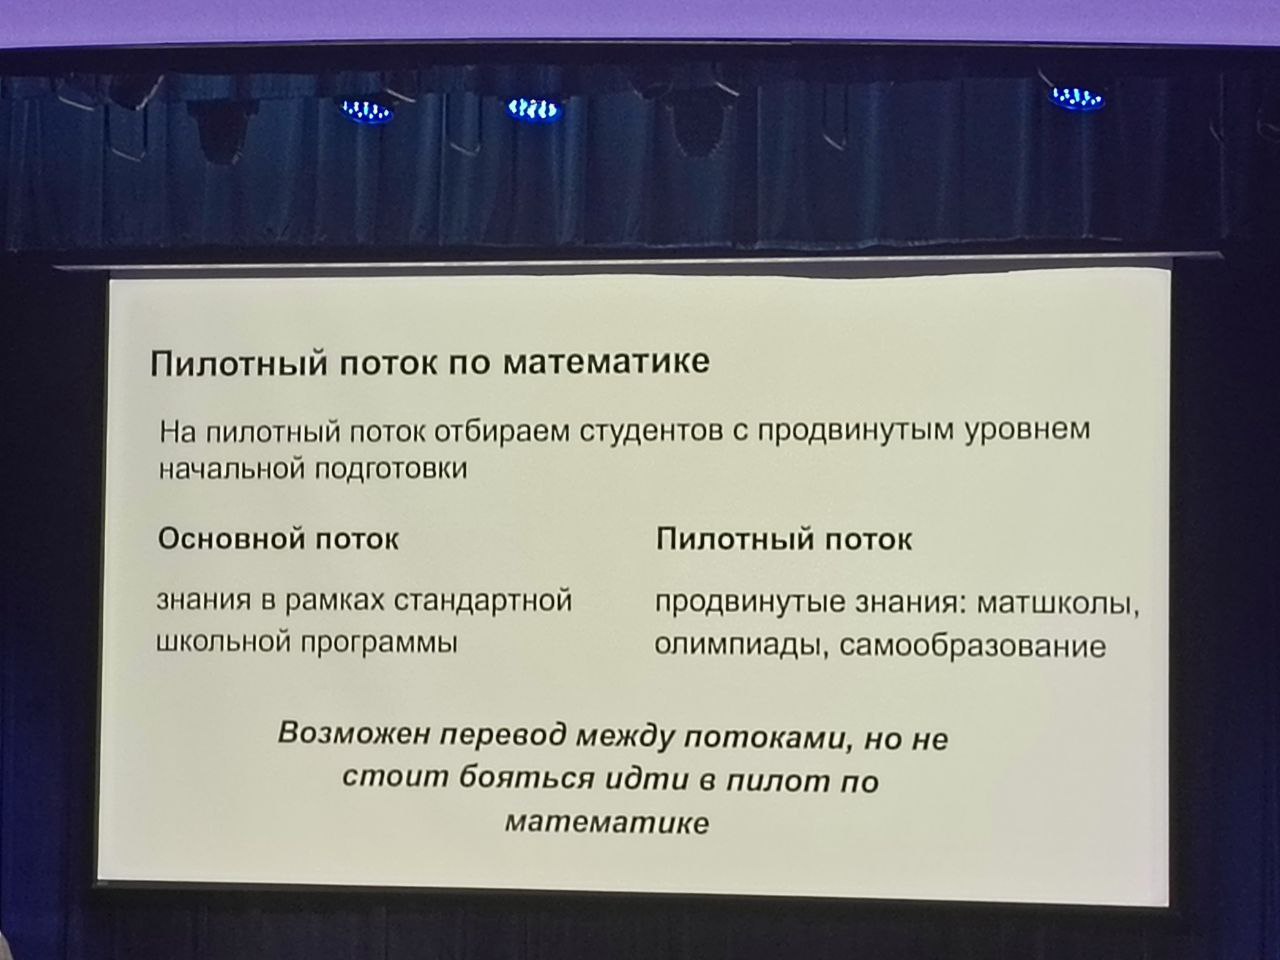 Пилотный поток по математике
На пилотный поток отбираем студентов с продвинутым уровнем
начальной подготовки
Основной поток
знания в рамках стандартной
школьной программы
Пилотный поток
продвинутые знания: матшколы,
олимпиады, самообразование
Возможен перевод между потоками, но не
стоит бояться идти в пилот по
математике